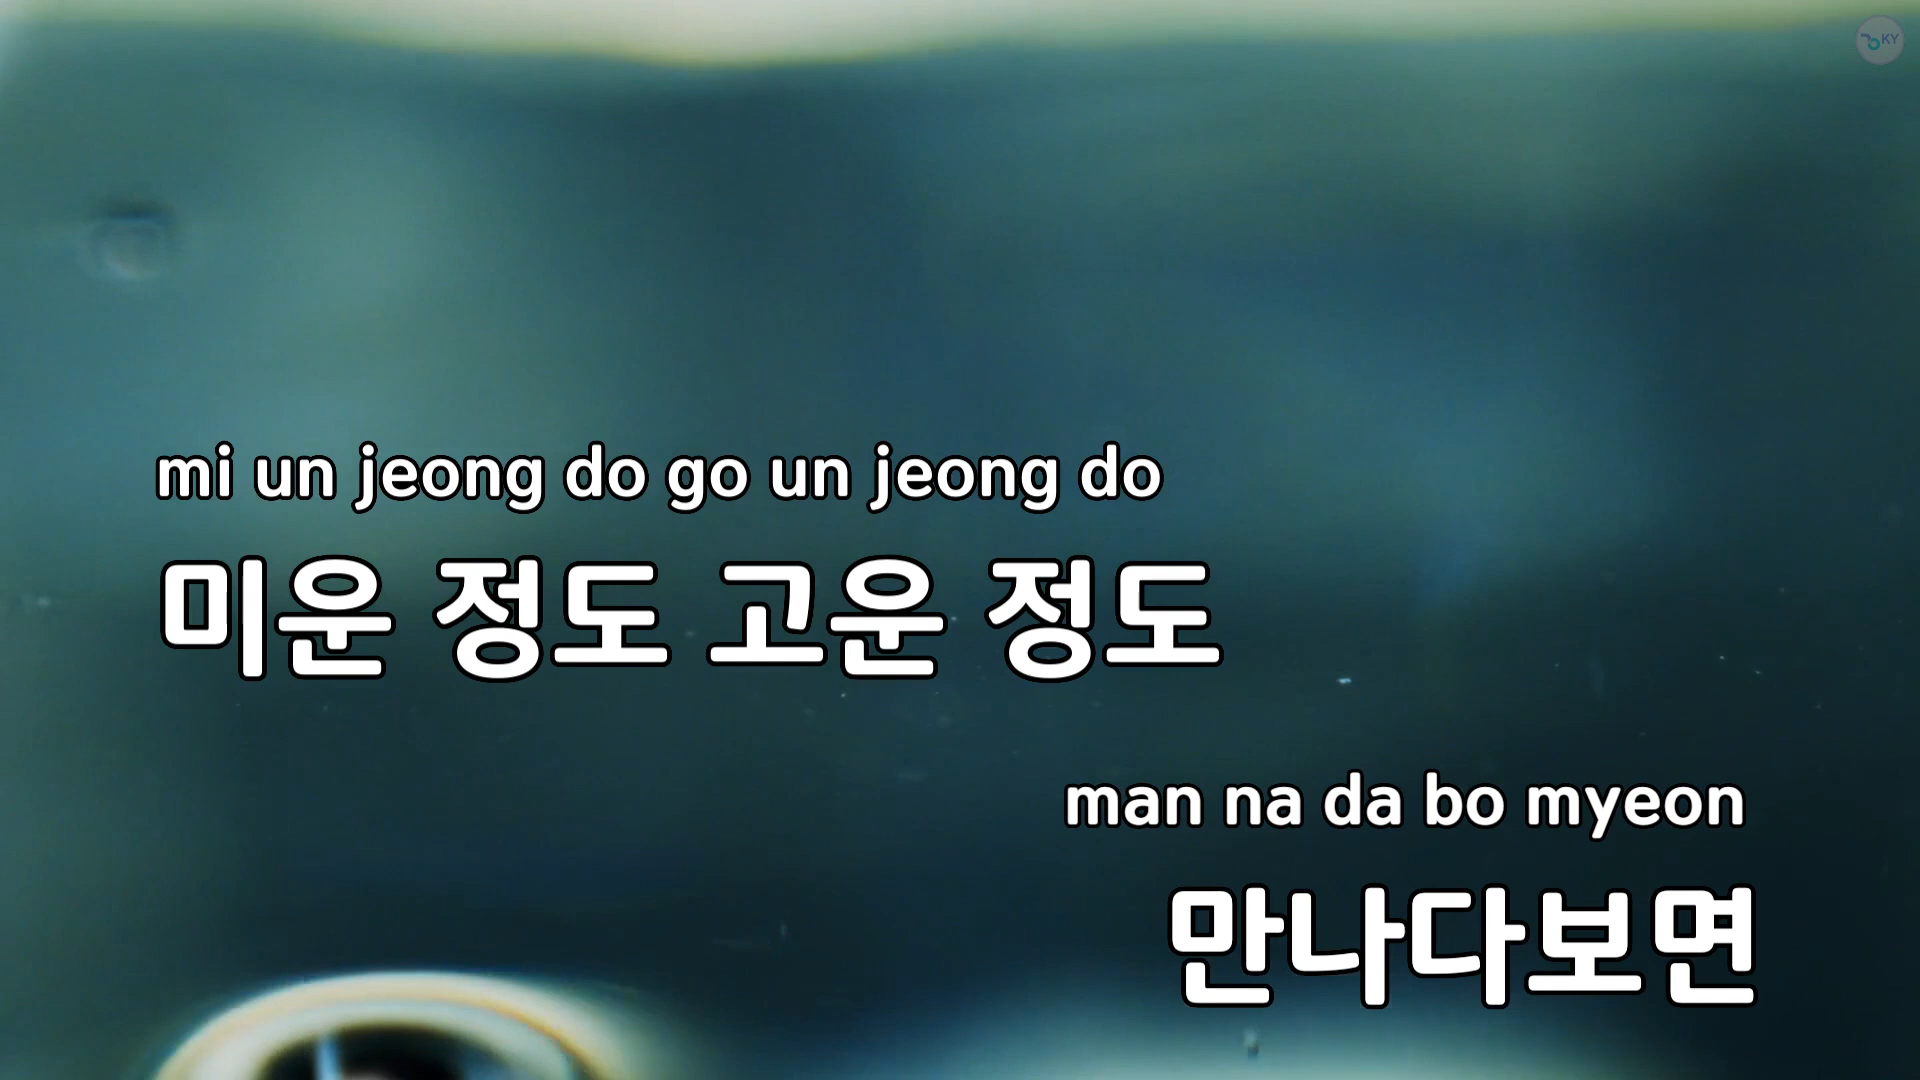 KY
mi un jeong do go un jeong do
미운 정도 고운 정도
man na da bo myeon
만나다보면